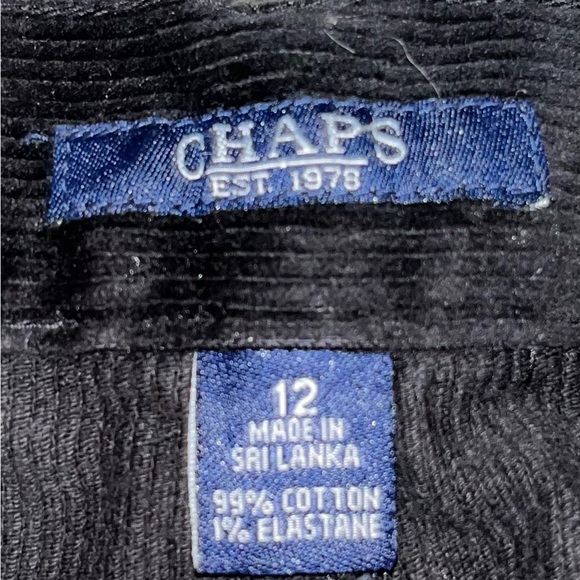 CHAPS
EST. 1978
12
MADE IN
SRI LANKA
99% COTTON
1% ELASTANE